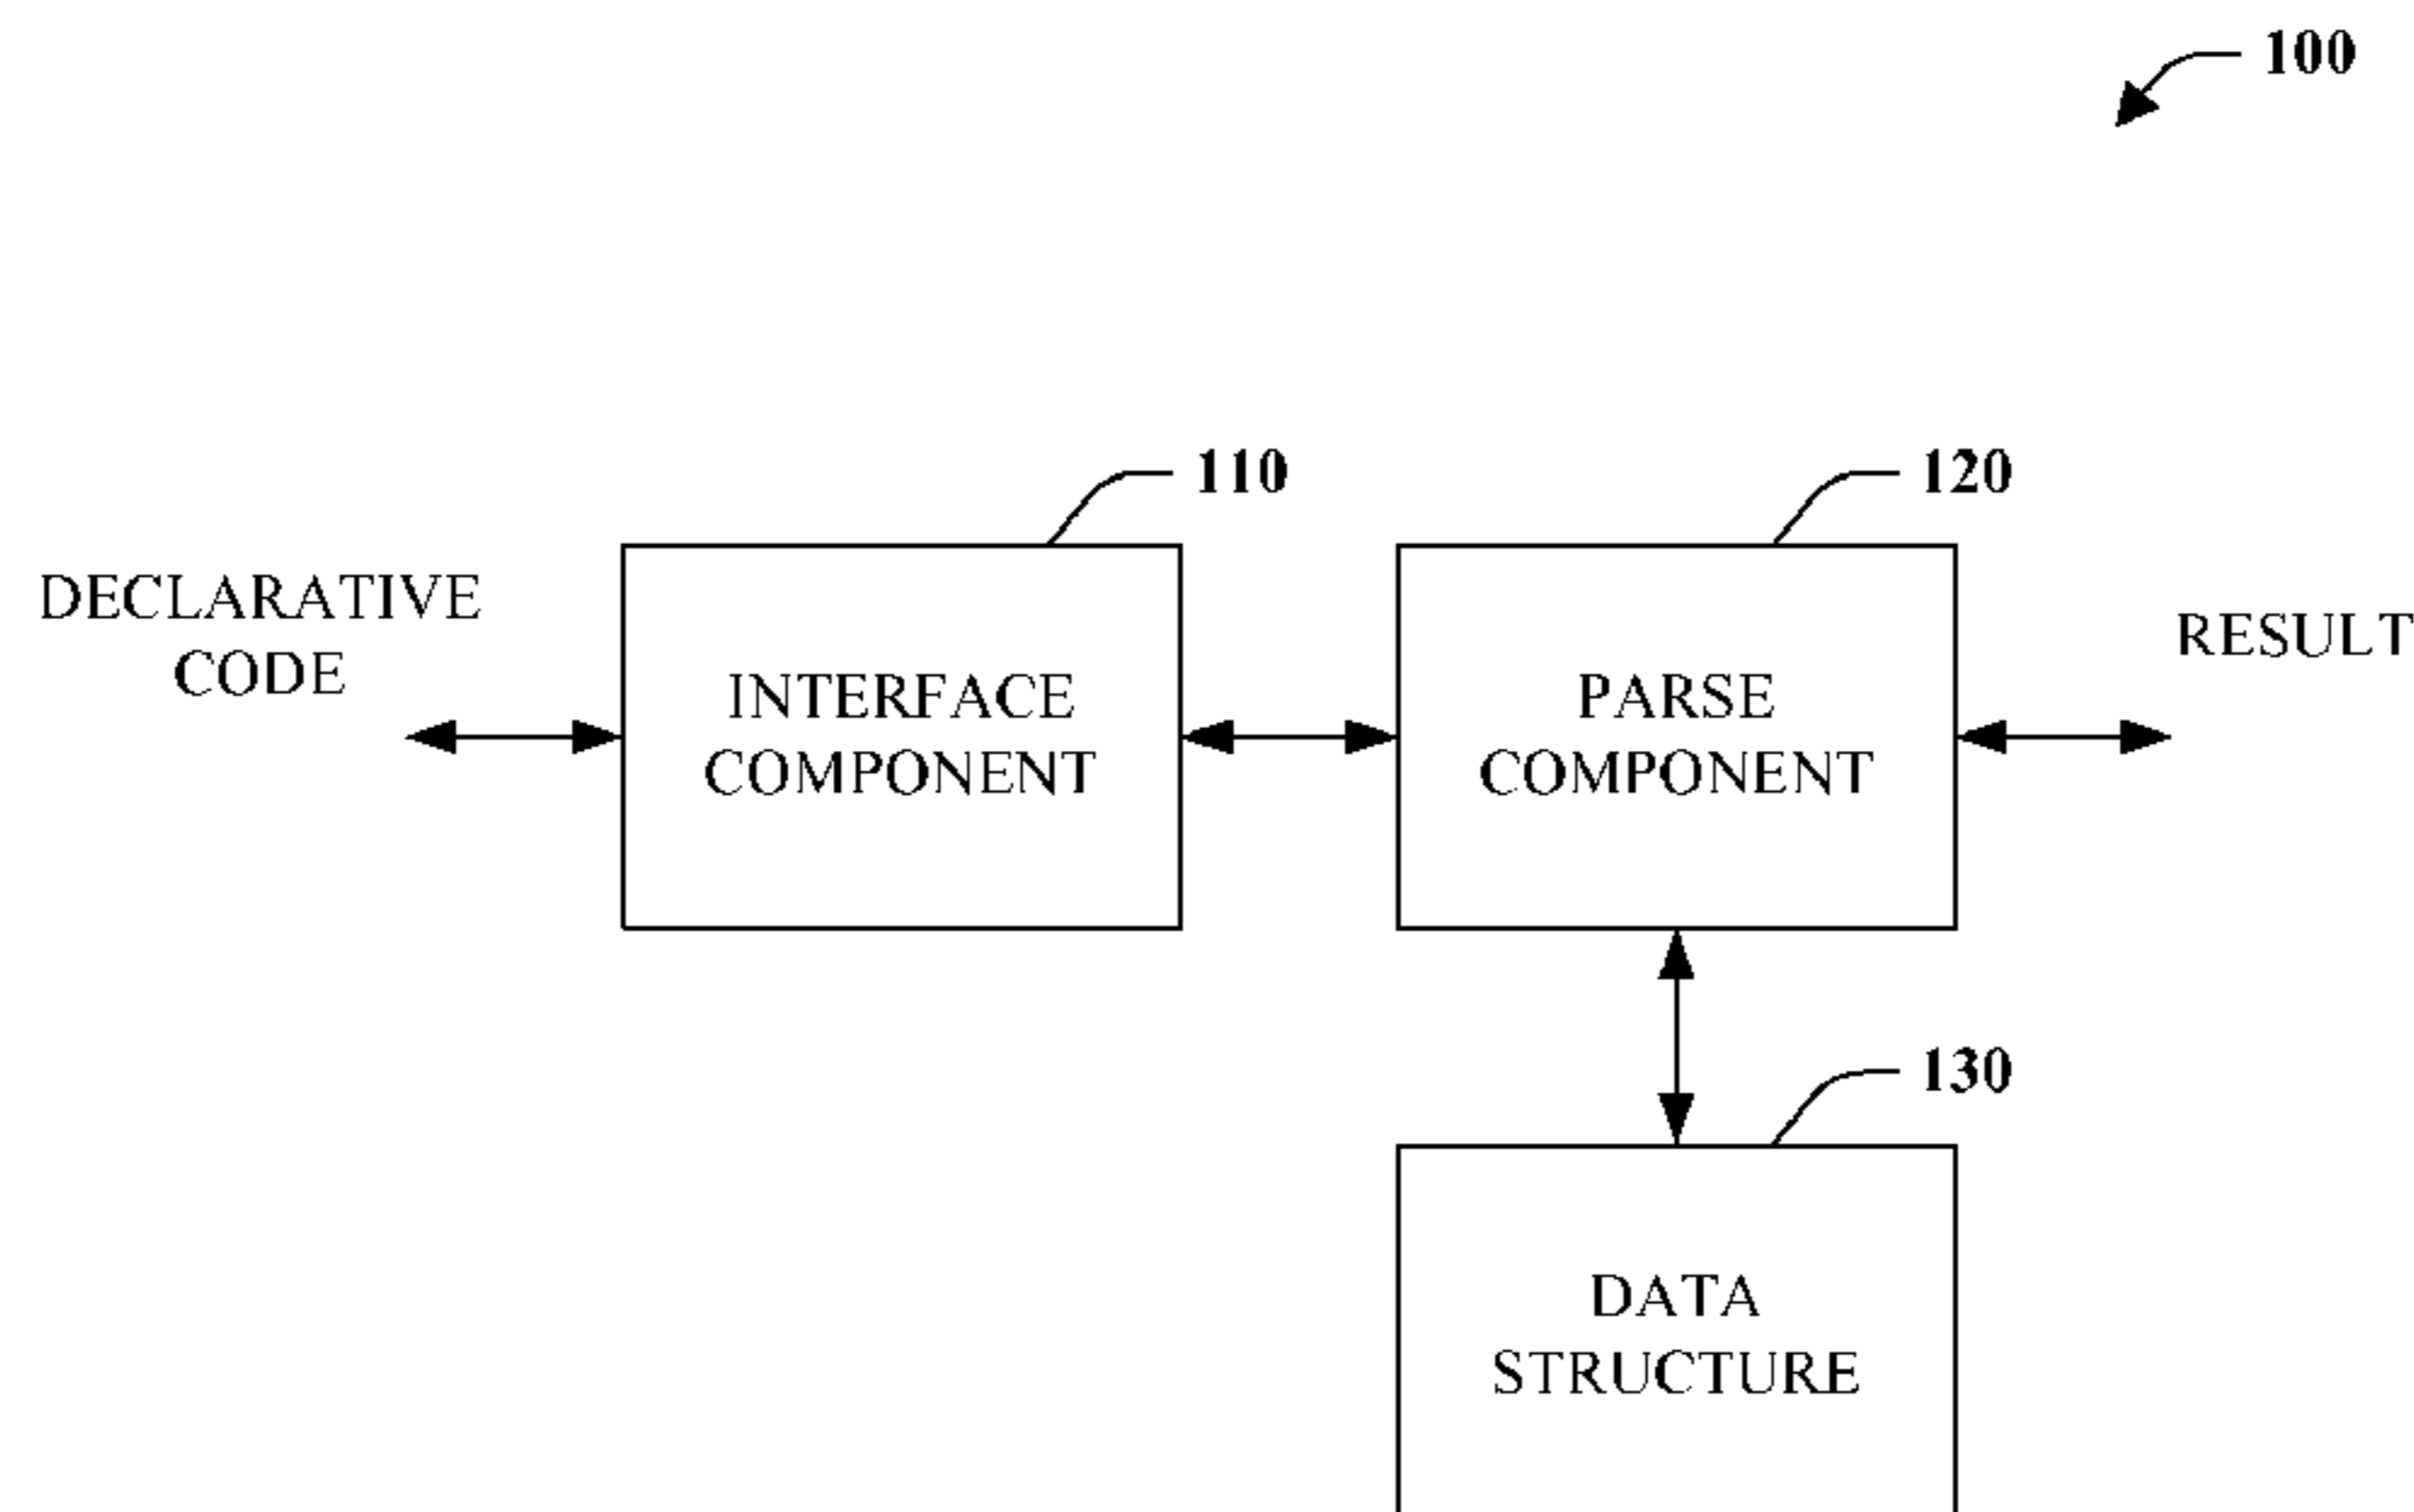 100
110
120
DECLARATIVE
CODE
INTERFACE
COMPONENT
PARSE
COMPONENT
RESULT
130
DATA
STRUCTURE